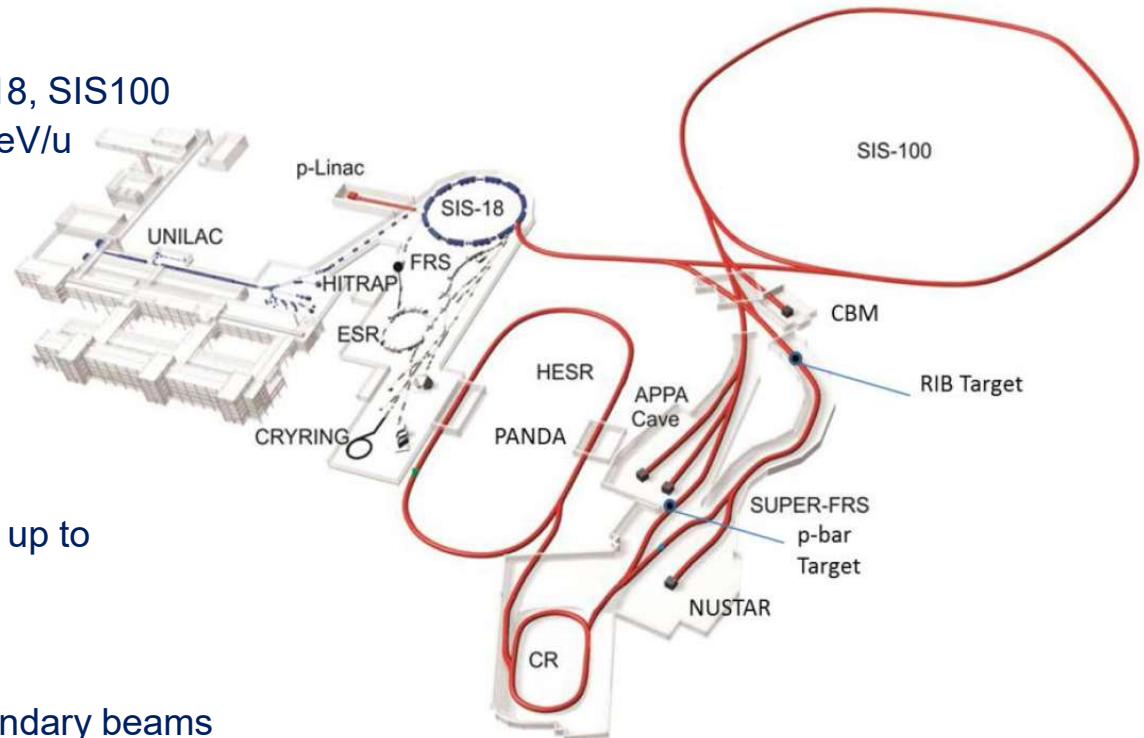 18, SIS100
eV/u
up to
ndary beams
p-Linac
SIS-18
SIS-100
UNILAC
HITRAP
FRS
ESR
CBM
RIB Target
HESR
APPA
Cave
CRYRING
PANDA
SUPER-FRS
p-bar
Target
NUSTAR
CR